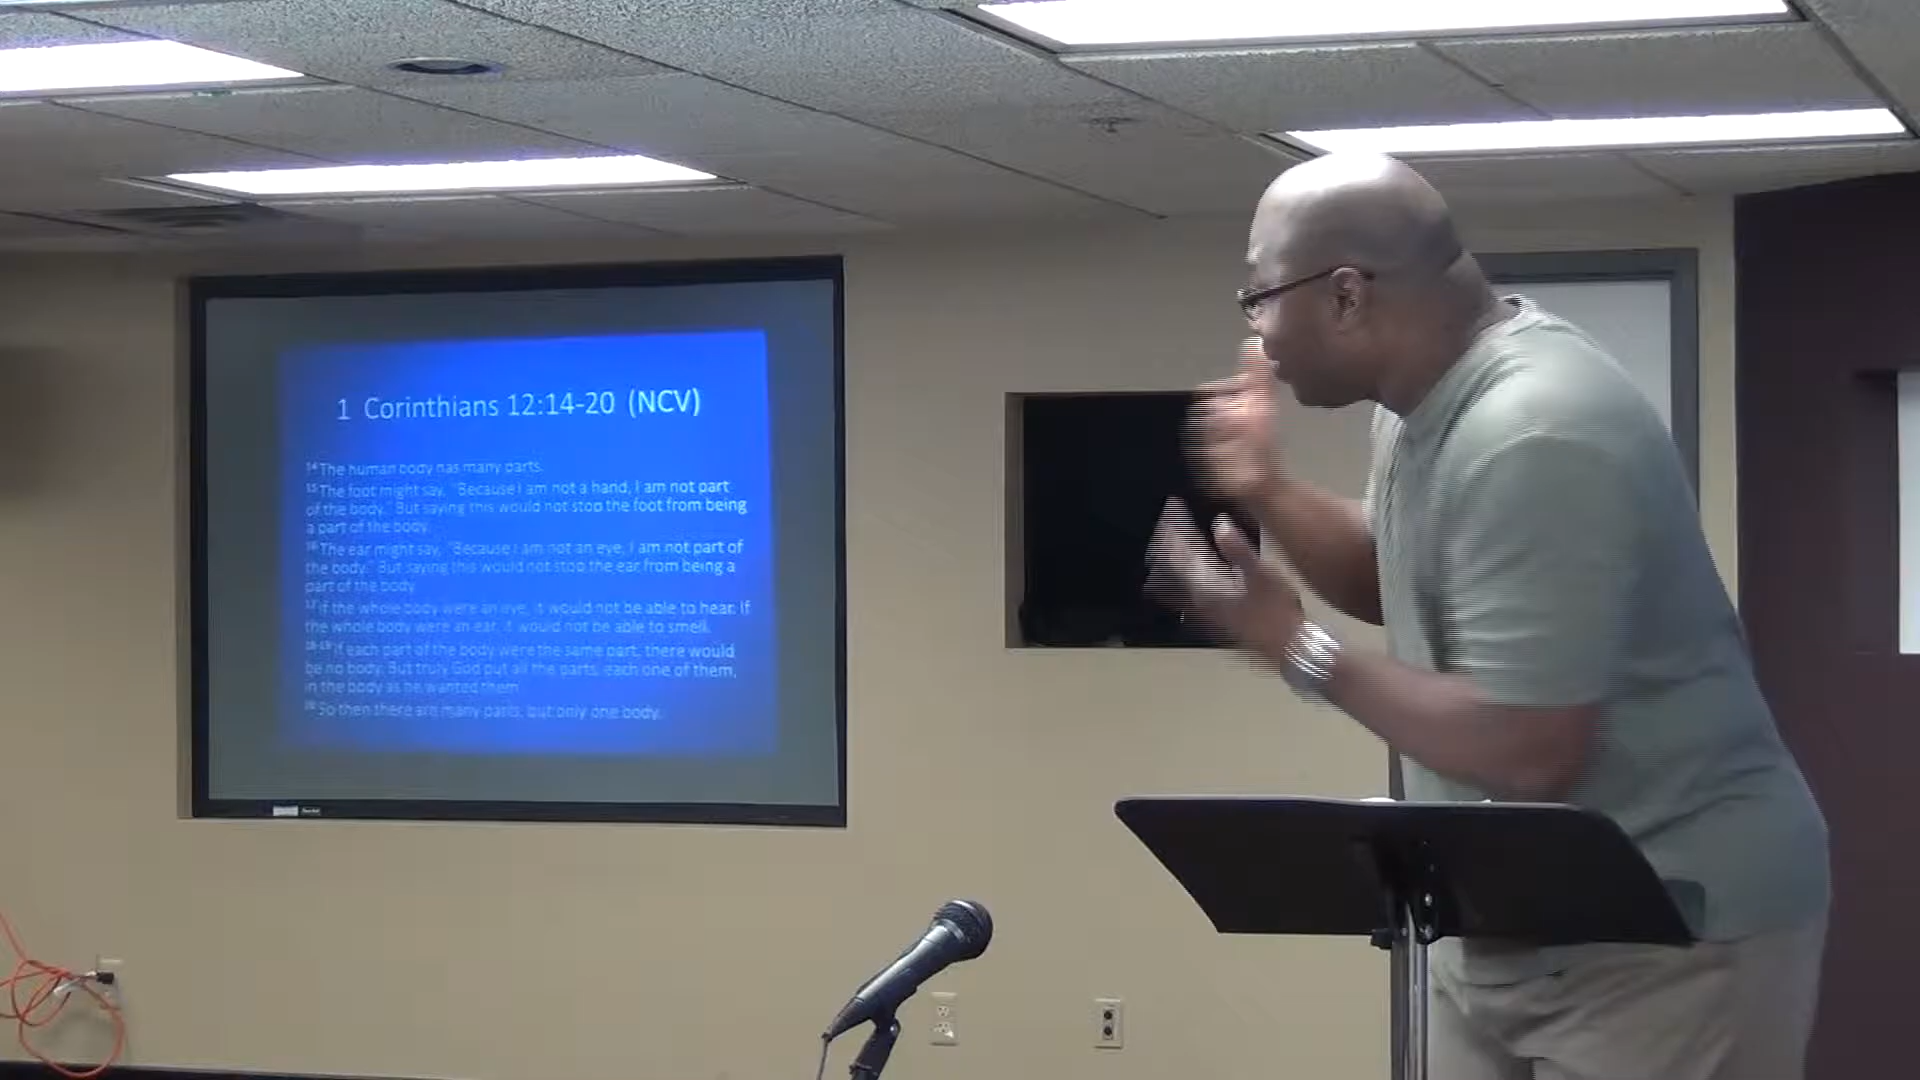 1 Corinthians 12:14-20 (NCV)
14 The human body has many parts.
15 The foot might say, "Because I am not a hand, I am not part
of the body." But saying this would not stop the foot from being
a part of the body.
16 The ear might say, "Because I am not an eye, I am not part of
the body." But saying this would not stop the ear from being a
part of the body.
17 If the whole body were an eye, it would not be able to hear. If
the whole body were an ear, it would not be able to smell.
18-19 If each part of the body were the same part, there would
be no body. But truly God put all the parts, each one of them,
in the body as he wanted them.
So then there are many parts, but only one body.